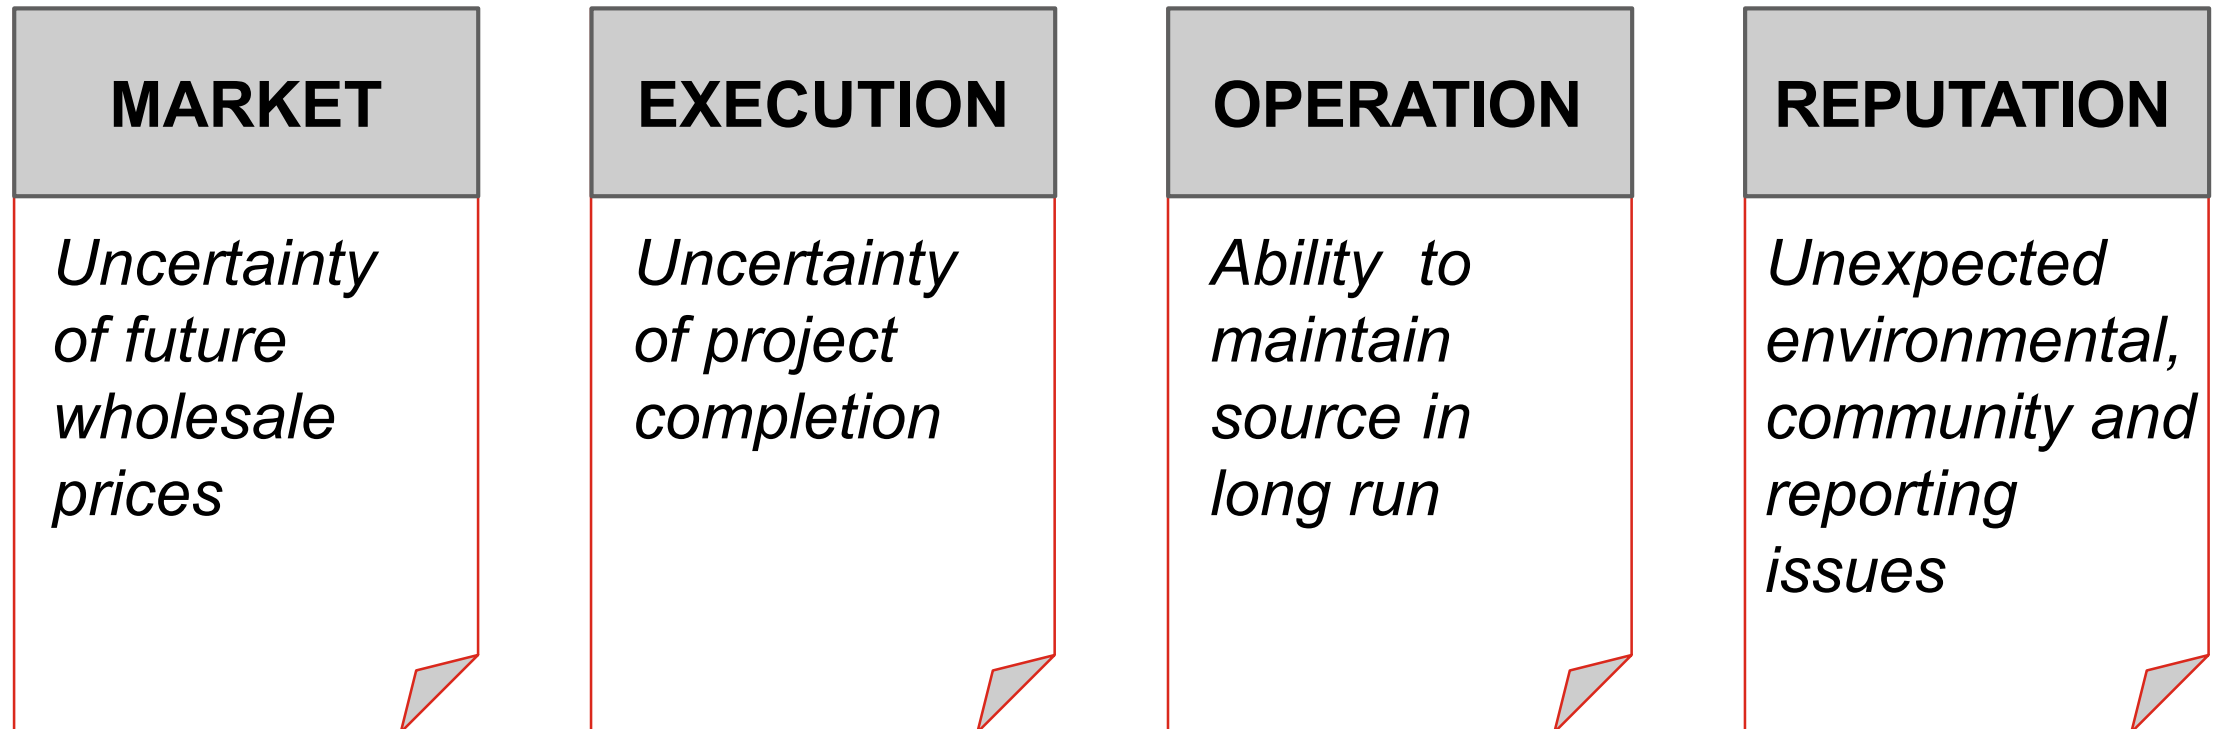 MARKET
Uncertainty
of future
wholesale
prices
EXECUTION
Uncertainty
of project
completion
OPERATION
Ability to
maintain
source in
long run
REPUTATION
Unexpected
environmental,
community and
reporting
issues